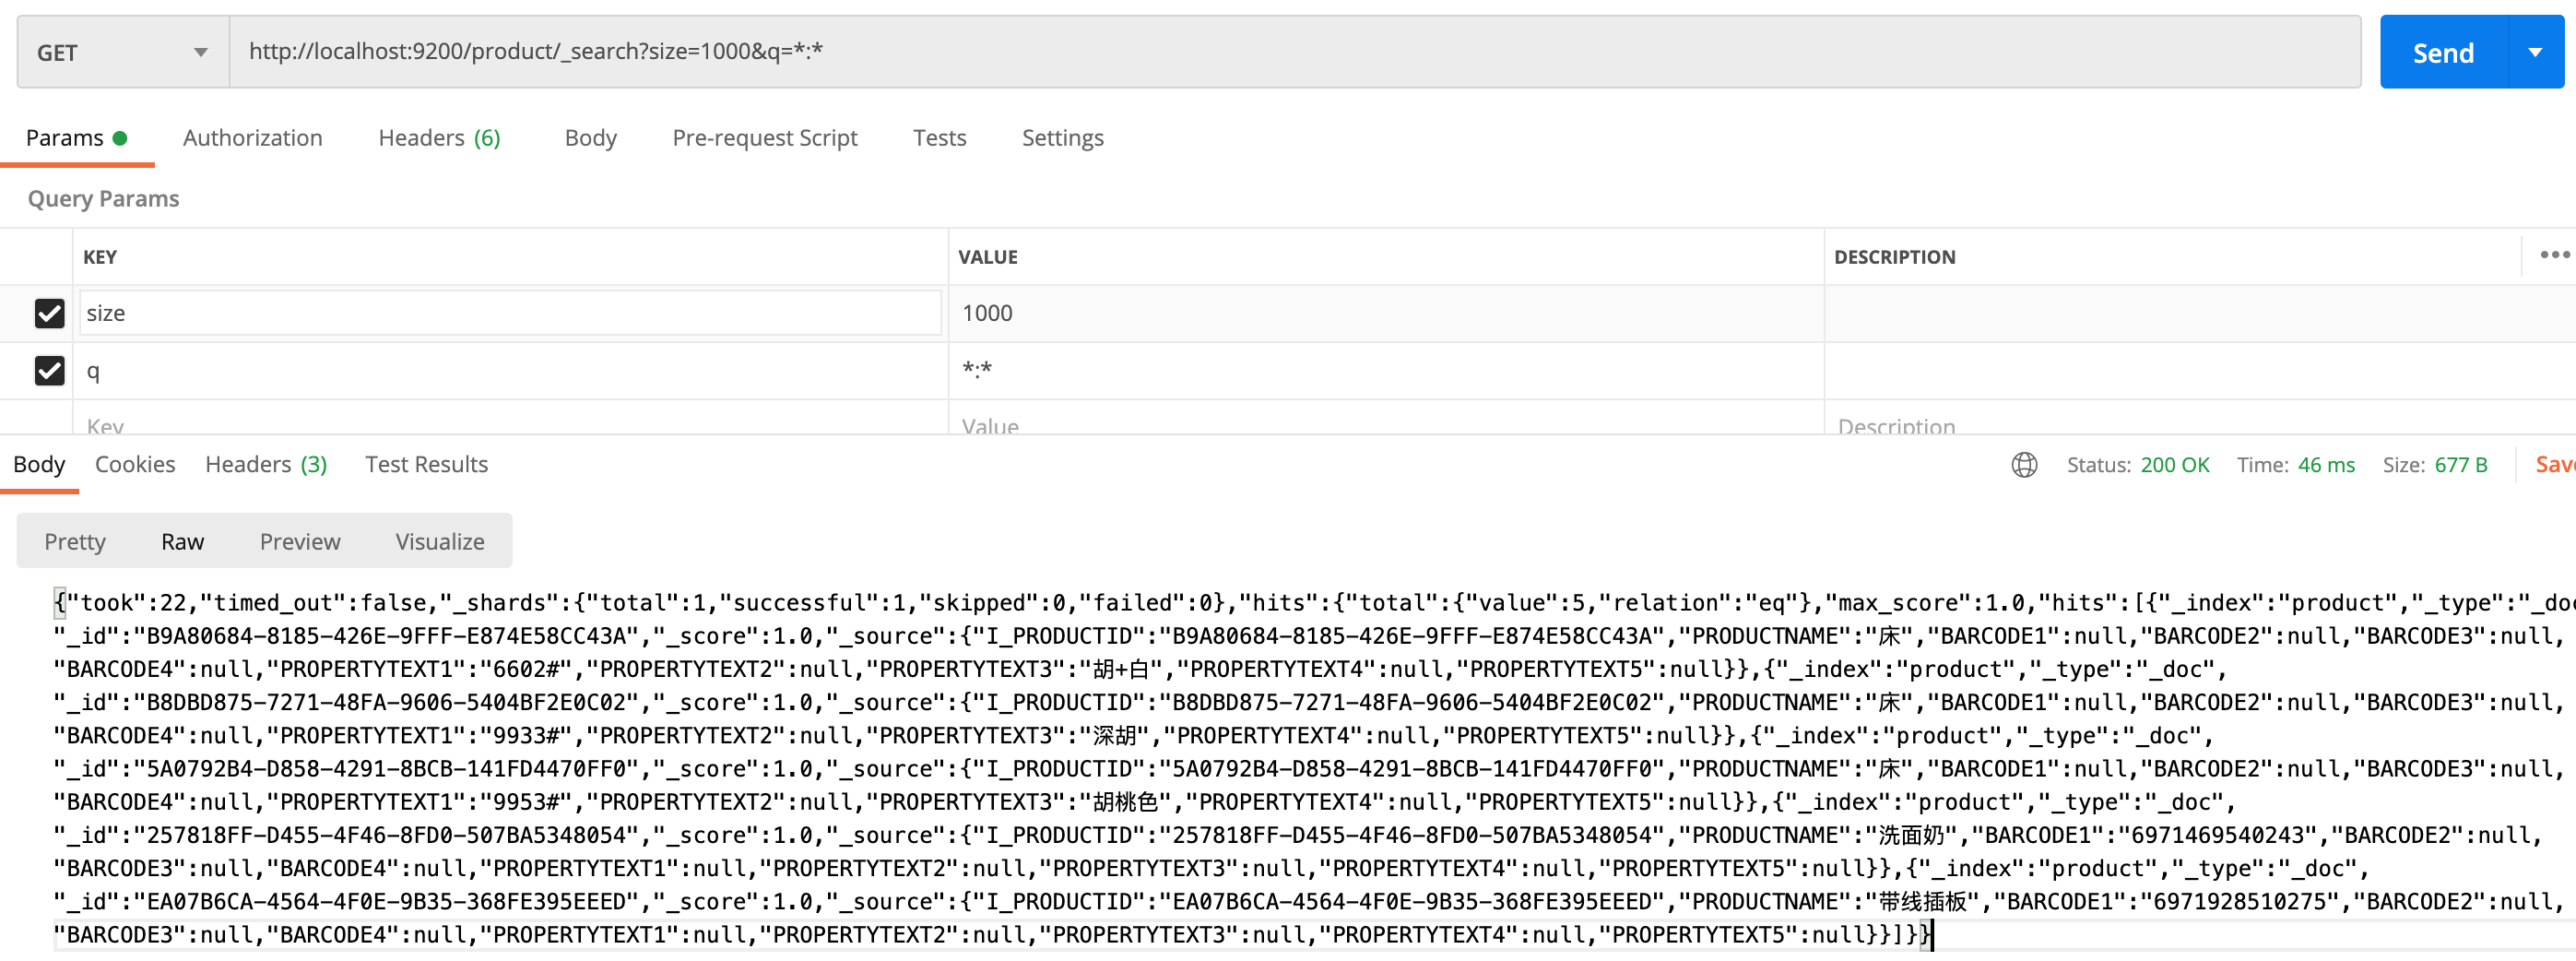 GET http://localhost:9200/product/_search?size=1000&q=*:* Send
Params Authorization Headers (6) Body Pre-request Script Tests Settings
Query Params
KEY VALUE DESCRIPTION
size 1000
q *:*
Key Value Description
Body Cookies Headers (3) Test Results Status: 200 OK Time: 46 ms Size: 677 B Save
Pretty Raw Preview Visualize
{"took":22,"timed_out":false,"_shards":{"total":1,"successful":1,"skipped":0,"failed":0},"hits":{"total":{"value":5,"relation":"eq"},"max_score":1.0,"hits":[{"_index":"product","_type":"_doc
"_id":"B9A80684-8185-426E-9FFF-E874E58CC43A","_score":1.0,"_source":{"I_PRODUCTID":"B9A80684-8185-426E-9FFF-E874E58CC43A","PRODUCTNAME":"床","BARCODE1":null,"BARCODE2":null,"BARCODE3":null,
"BARCODE4":null,"PROPERTYTEXT1":"6602#","PROPERTYTEXT2":null,"PROPERTYTEXT3":"胡+白","PROPERTYTEXT4":null,"PROPERTYTEXT5":null}},{"_index":"product","_type":"_doc",
"_id":"B8DBD875-7271-48FA-9606-5404BF2E0C02","_score":1.0,"_source":{"I_PRODUCTID":"B8DBD875-7271-48FA-9606-5404BF2E0C02","PRODUCTNAME":"床","BARCODE1":null,"BARCODE2":null,"BARCODE3":null,
"BARCODE4":null,"PROPERTYTEXT1":"9933#","PROPERTYTEXT2":null,"PROPERTYTEXT3":"深胡","PROPERTYTEXT4":null,"PROPERTYTEXT5":null}},{"_index":"product","_type":"_doc",
"_id":"5A0792B4-D858-4291-8BCB-141FD4470FF0","_score":1.0,"_source":{"I_PRODUCTID":"5A0792B4-D858-4291-8BCB-141FD4470FF0","PRODUCTNAME":"床","BARCODE1":null,"BARCODE2":null,"BARCODE3":null,
"BARCODE4":null,"PROPERTYTEXT1":"9953#","PROPERTYTEXT2":null,"PROPERTYTEXT3":"胡桃色","PROPERTYTEXT4":null,"PROPERTYTEXT5":null}},{"_index":"product","_type":"_doc",
"_id":"257818FF-D455-4F46-8FD0-507BA5348054","_score":1.0,"_source":{"I_PRODUCTID":"257818FF-D455-4F46-8FD0-507BA5348054","PRODUCTNAME":"洗面奶","BARCODE1":"6971469540243","BARCODE2":null,
"BARCODE3":null,"BARCODE4":null,"PROPERTYTEXT1":null,"PROPERTYTEXT2":null,"PROPERTYTEXT3":null,"PROPERTYTEXT4":null,"PROPERTYTEXT5":null}},{"_index":"product","_type":"_doc",
"_id":"EA07B6CA-4564-4F0E-9B35-368FE395EEED","_score":1.0,"_source":{"I_PRODUCTID":"EA07B6CA-4564-4F0E-9B35-368FE395EEED","PRODUCTNAME":"带线插板","BARCODE1":"6971928510275","BARCODE2":null,
"BARCODE3":null,"BARCODE4":null,"PROPERTYTEXT1":null,"PROPERTYTEXT2":null,"PROPERTYTEXT3":null,"PROPERTYTEXT4":null,"PROPERTYTEXT5":null}}]}}